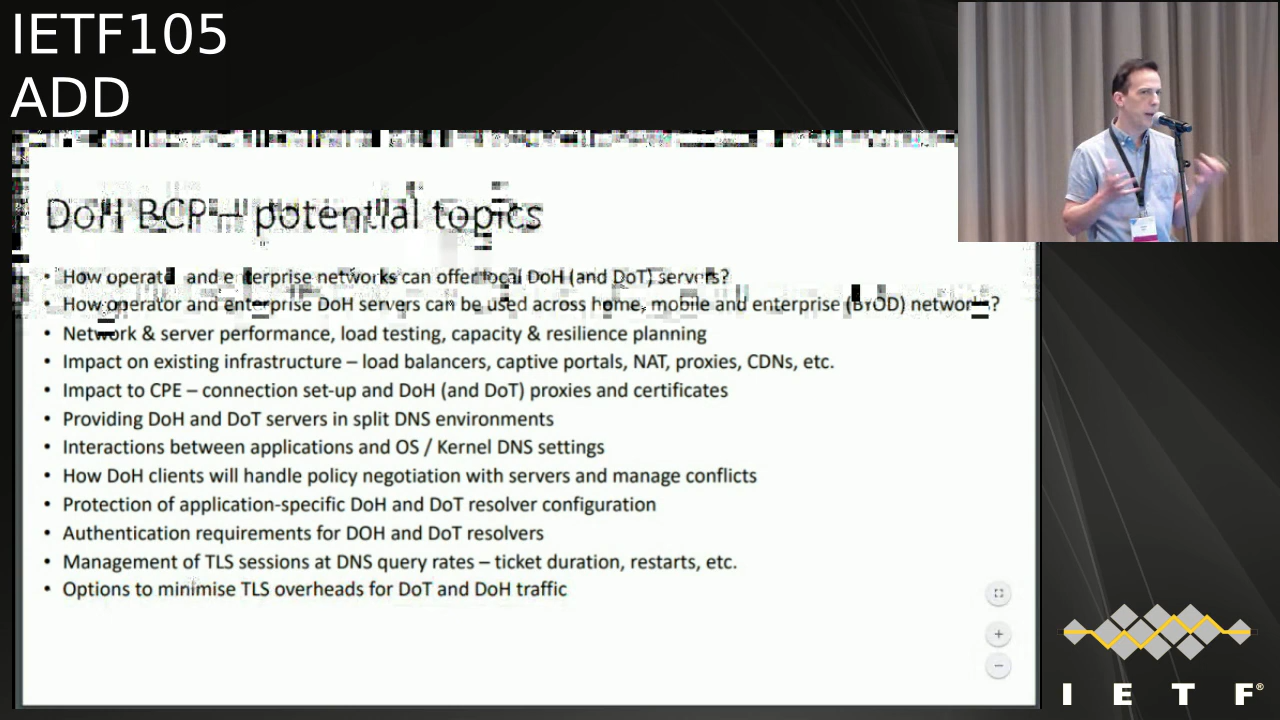 IETF105
ADD
DoH BCP – potential topics
• How operator and enterprise networks can offer local DoH (and DoT) servers?
• How operator and enterprise DoH servers can be used across home, mobile and enterprise (BYOD) networks?
• Network & server performance, load testing, capacity & resilience planning
• Impact on existing infrastructure – load balancers, captive portals, NAT, proxies, CDNs, etc.
• Impact to CPE – connection set-up and DoH (and DoT) proxies and certificates
• Providing DoH and DoT servers in split DNS environments
• Interactions between applications and OS / Kernel DNS settings
• How DoH clients will handle policy negotiation with servers and manage conflicts
• Protection of application-specific DoH and DoT resolver configuration
• Authentication requirements for DOH and DoT resolvers
• Management of TLS sessions at DNS query rates – ticket duration, restarts, etc.
• Options to minimise TLS overheads for DoT and DoH traffic
I E T F®